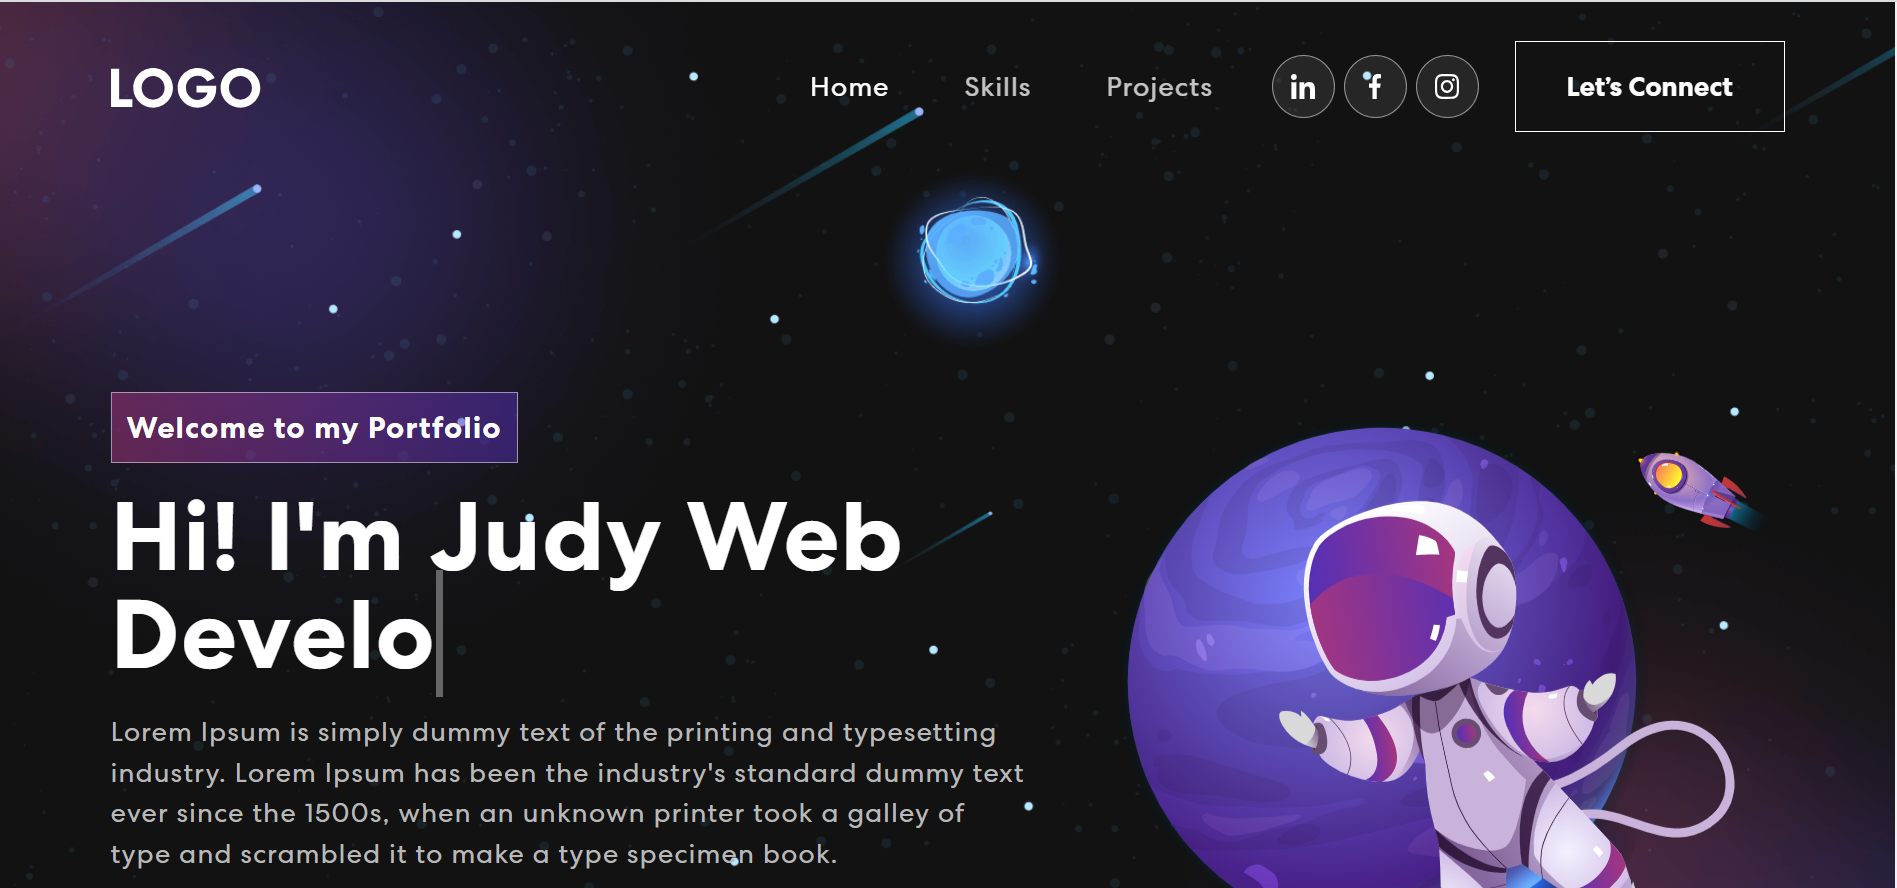 LOGO
Home Skills Projects in f Let's Connect
Welcome to my Portfolio
Hi! I'm Judy Web
Develo
Lorem Ipsum is simply dummy text of the printing and typesetting
industry. Lorem Ipsum has been the industry's standard dummy text
ever since the 1500s, when an unknown printer took a galley of
type and scrambled it to make a type specimen book.